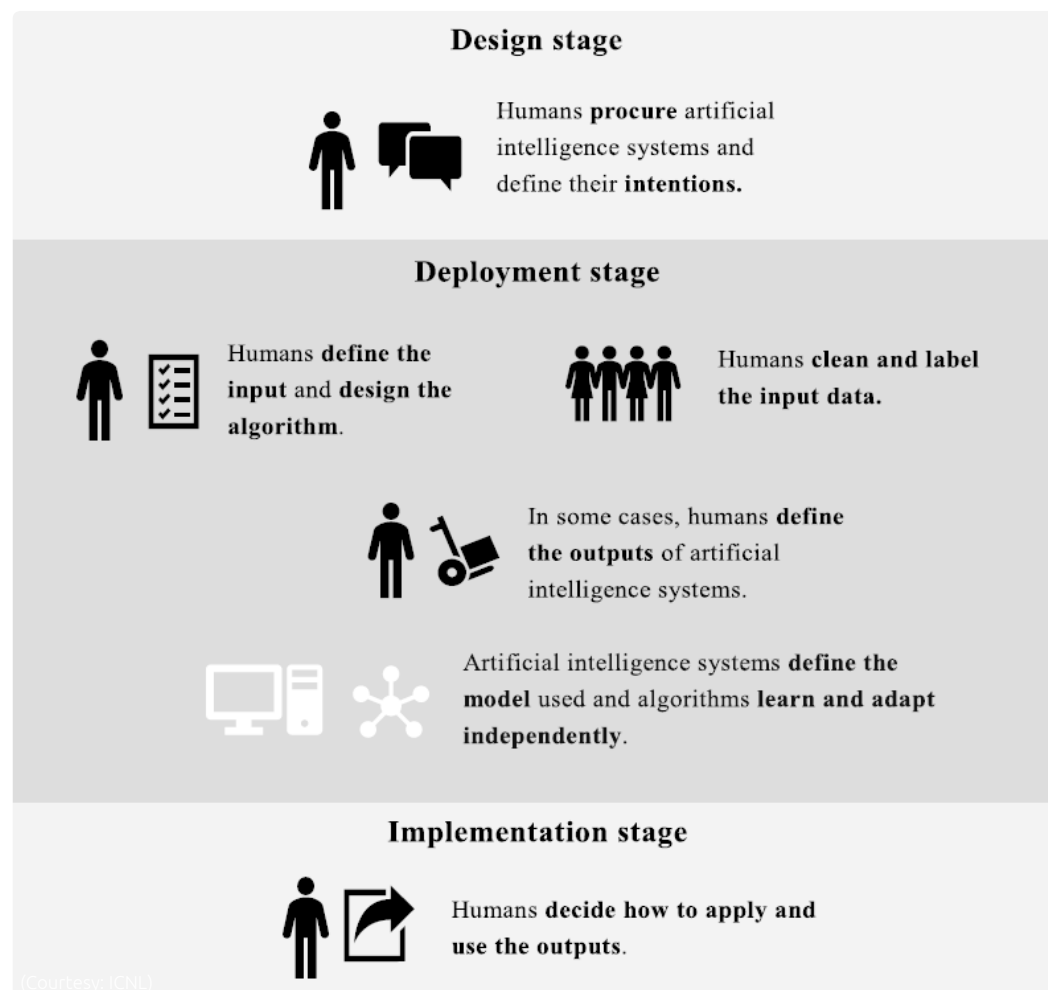 Design stage
Humans procure artificial
intelligence systems and
define their intentions.
Deployment stage
Humans define the
input and design the
algorithm.
Humans clean and label
the input data.
In some cases, humans define
the outputs of artificial
intelligence systems.
Artificial intelligence systems define the
model used and algorithms learn and adapt
independently.
Implementation stage
Humans decide how to apply and
use the outputs.
(Courtesy: ICNL)